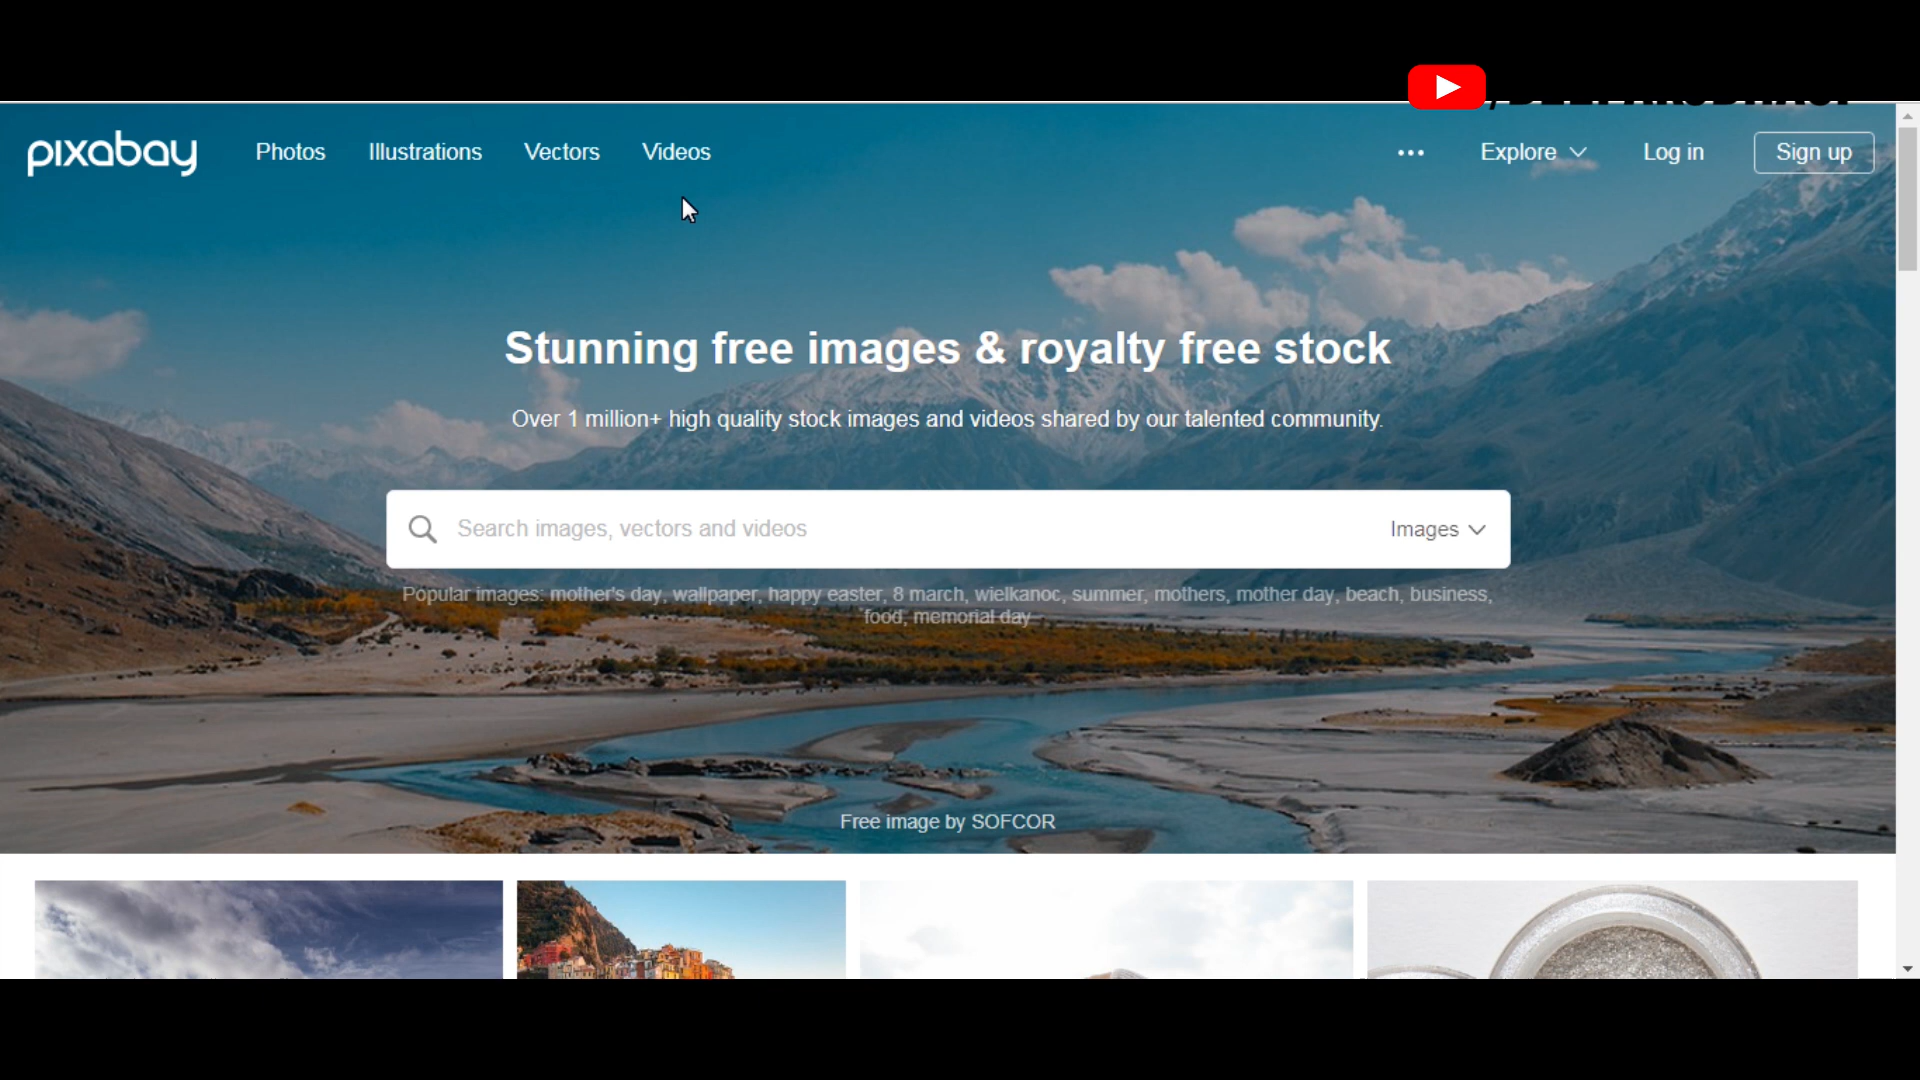 pixabay Photos Illustrations Vectors Videos ••• Explore Log in Sign up
Stunning free images & royalty free stock
Over 1 million+ high quality stock images and videos shared by our talented community.
Search images, vectors and videos Images
Popular images: mother's day, wallpaper, happy easter, 8 march, wielkanoc, summer, mothers, mother day, beach, business,
food, memorial day
Free image by SOFCOR